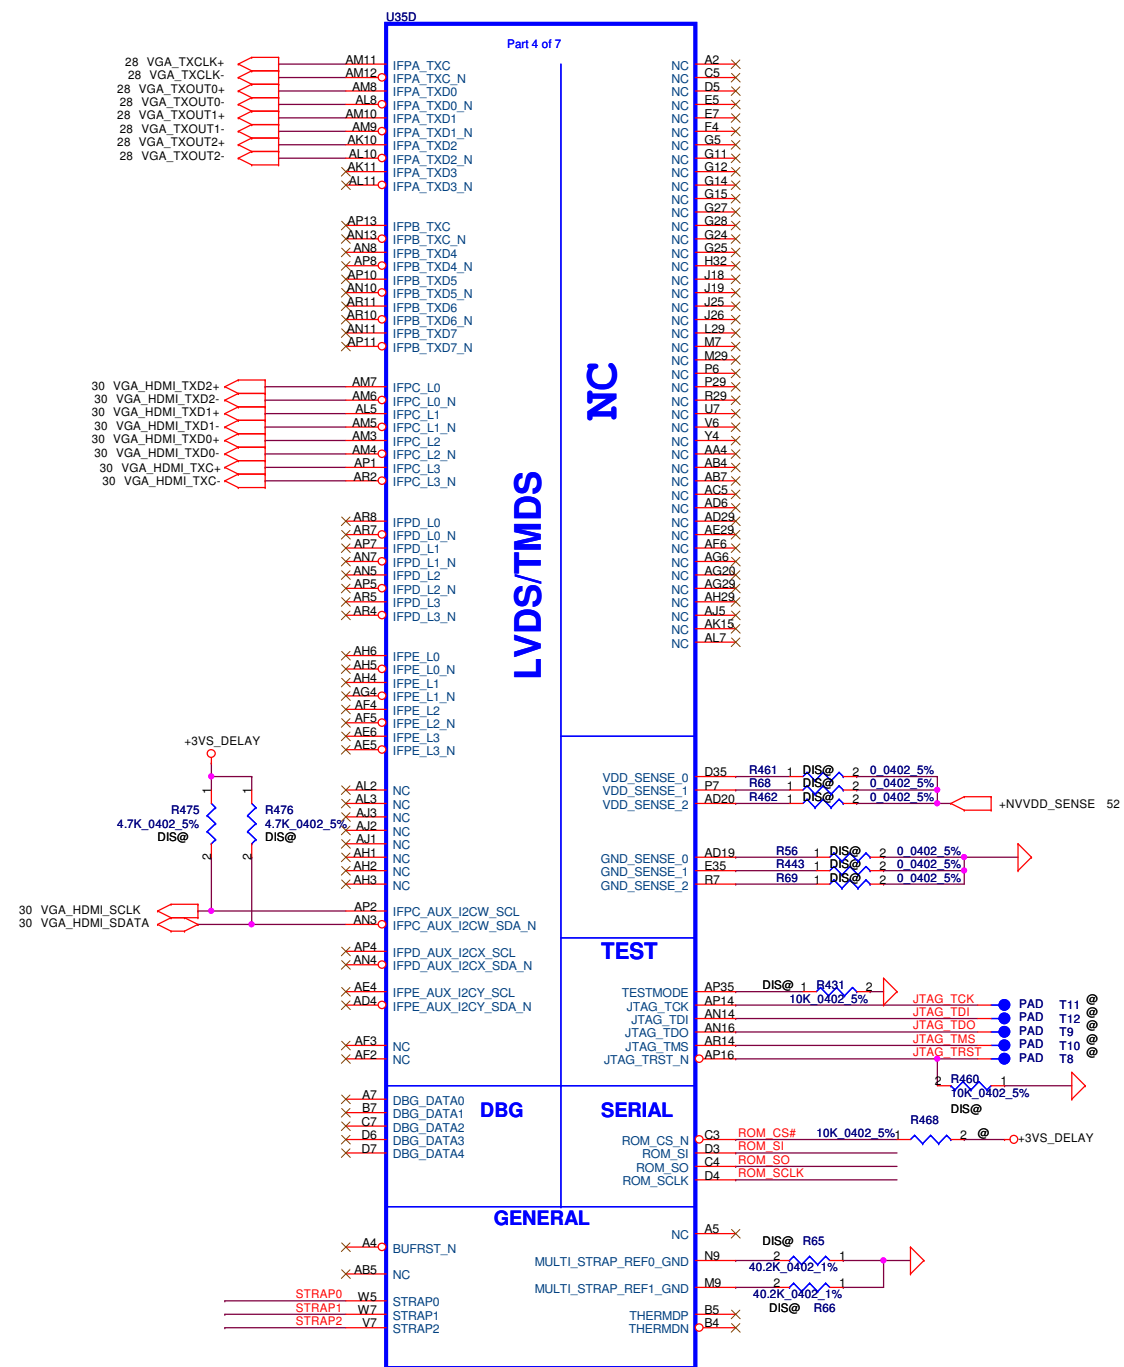 U35D
Part 4 of 7
28 VGA_TXCLK+ AM11 IFPA_TXC
28 VGA_TXCLK- AM12 IFPA_TXC_N
28 VGA_TXOUT0+ AM8 IFPA_TXD0
28 VGA_TXOUT0- AL8 IFPA_TXD0_N
28 VGA_TXOUT1+ AM10 IFPA_TXD1
28 VGA_TXOUT1- AM9 IFPA_TXD1_N
28 VGA_TXOUT2+ AK10 IFPA_TXD2
28 VGA_TXOUT2- AL10 IFPA_TXD2_N
AK11 IFPA_TXD3
AL11 IFPA_TXD3_N
AP13 IFPB_TXC
AN13 IFPB_TXC_N
AN8 IFPB_TXD4
AP8 IFPB_TXD4_N
AP10 IFPB_TXD5
AN10 IFPB_TXD5_N
AR11 IFPB_TXD6
AR10 IFPB_TXD6_N
AN11 IFPB_TXD7
AP11 IFPB_TXD7_N
30 VGA_HDMI_TXD2+ AM7 IFPC_L0
30 VGA_HDMI_TXD2- AM6 IFPC_L0_N
30 VGA_HDMI_TXD1+ AL5 IFPC_L1
30 VGA_HDMI_TXD1- AM5 IFPC_L1_N
30 VGA_HDMI_TXD0+ AM3 IFPC_L2
30 VGA_HDMI_TXD0- AM4 IFPC_L2_N
30 VGA_HDMI_TXC+ AP1 IFPC_L3
30 VGA_HDMI_TXC- AR2 IFPC_L3_N
AR8 IFPD_L0
AR7 IFPD_L0_N
AP7 IFPD_L1
AN7 IFPD_L1_N
AN5 IFPD_L2
AP5 IFPD_L2_N
AR5 IFPD_L3
AR4 IFPD_L3_N
AH6 IFPE_L0
AH5 IFPE_L0_N
AH4 IFPE_L1
AG4 IFPE_L1_N
AF4 IFPE_L2
AF5 IFPE_L2_N
AE6 IFPE_L3
AE5 IFPE_L3_N
+3VS_DELAY
1 R475 4.7K_0402_5% DIS@ 2
1 R476 4.7K_0402_5% DIS@ 2
AL2 NC
AL3 NC
AJ3 NC
AJ2 NC
AJ1 NC
AH1 NC
AH2 NC
AH3 NC
30 VGA_HDMI_SCLK AP2 IFPC_AUX_I2CW_SCL
30 VGA_HDMI_SDATA AN3 IFPC_AUX_I2CW_SDA_N
AP4 IFPD_AUX_I2CX_SCL
AN4 IFPD_AUX_I2CX_SDA_N
AE4 IFPE_AUX_I2CY_SCL
AD4 IFPE_AUX_I2CY_SDA_N
AF3 NC
AF2 NC
A7 DBG_DATA0
B7 DBG_DATA1
C7 DBG_DATA2
D6 DBG_DATA3
D7 DBG_DATA4
DBG
A4 BUFRST_N
AB5 NC
STRAP0 W5 STRAP0
STRAP1 W7 STRAP1
STRAP2 V7 STRAP2
LVDS/TMDS
NC
NC A2
NC C5
NC D5
NC E5
NC E7
NC F4
NC G5
NC G11
NC G12
NC G14
NC G15
NC G27
NC G28
NC G24
NC G25
NC H32
NC J18
NC J19
NC J25
NC J26
NC L29
NC M7
NC M29
NC P6
NC P29
NC R29
NC U7
NC V6
NC Y4
NC AA4
NC AB4
NC AB7
NC AC5
NC AD6
NC AD29
NC AE29
NC AF6
NC AG6
NC AG20
NC AG29
NC AH29
NC AJ5
NC AK15
NC AL7
VDD_SENSE_0 D35 R461 1 DIS@ 2 0_0402_5%
VDD_SENSE_1 P7 R68 1 DIS@ 2 0_0402_5%
VDD_SENSE_2 AD20 R462 1 DIS@ 2 0_0402_5% +NVVDD_SENSE 52
GND_SENSE_0 AD19 R56 1 DIS@ 2 0_0402_5%
GND_SENSE_1 E35 R443 1 DIS@ 2 0_0402_5%
GND_SENSE_2 R7 R69 1 DIS@ 2 0_0402_5%
TEST
TESTMODE AP35 DIS@ 1 R431 2 10K_0402_5%
JTAG_TCK AP14 JTAG_TCK PAD T11 @
JTAG_TDI AN14 JTAG_TDI PAD T12 @
JTAG_TDO AN16 JTAG_TDO PAD T9 @
JTAG_TMS AR14 JTAG_TMS PAD T10 @
JTAG_TRST_N AP16 JTAG_TRST PAD T8 @
2 R460 1 10K_0402_5% DIS@
SERIAL
R468
ROM_CS_N C3 ROM_CS# 10K_0402_5% 1 2 @ +3VS_DELAY
ROM_SI D3 ROM_SI
ROM_SO C4 ROM_SO
ROM_SCLK D4 ROM_SCLK
GENERAL
NC A5
DIS@ R65
MULTI_STRAP_REF0_GND N9 2 1 40.2K_0402_1%
MULTI_STRAP_REF1_GND M9 2 1 40.2K_0402_1%
DIS@ R66
THERMDP B5
THERMDN B4